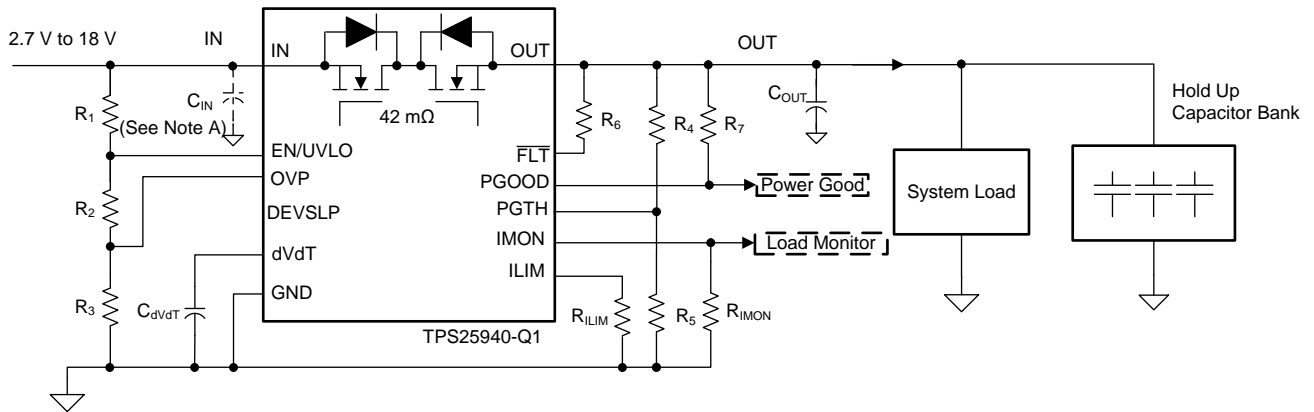 2.7 V to 18 V
IN
IN
OUT
OUT
R1
CIN
(See Note A)
42 mΩ
R6
R4
R7
COUT
Hold Up
Capacitor Bank
EN/UVLO
FLT
OVP
PGOOD
Power Good
System Load
R2
DEVSLP
PGTH
IMON
Load Monitor
dVdT
ILIM
GND
R3
CdVdT
RILIM
R5
RIMON
TPS25940-Q1